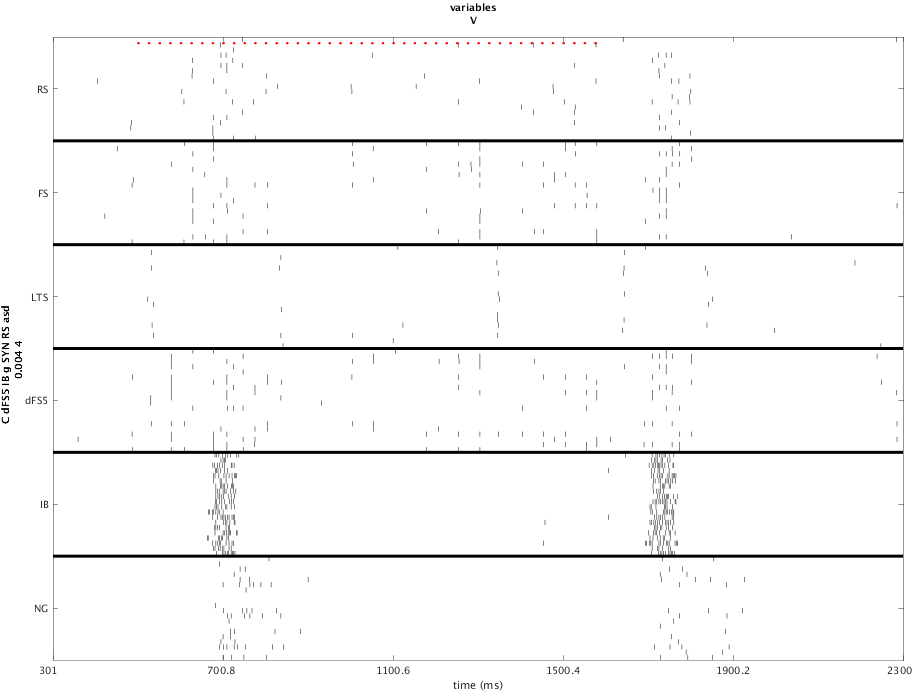 variables
V
RS
FS
LTS
dFS5
IB
NG
C dFS5 IB g SYN RS asd
0.004 4
301
700.8
1100.6
1500.4
1900.2
2300
time (ms)